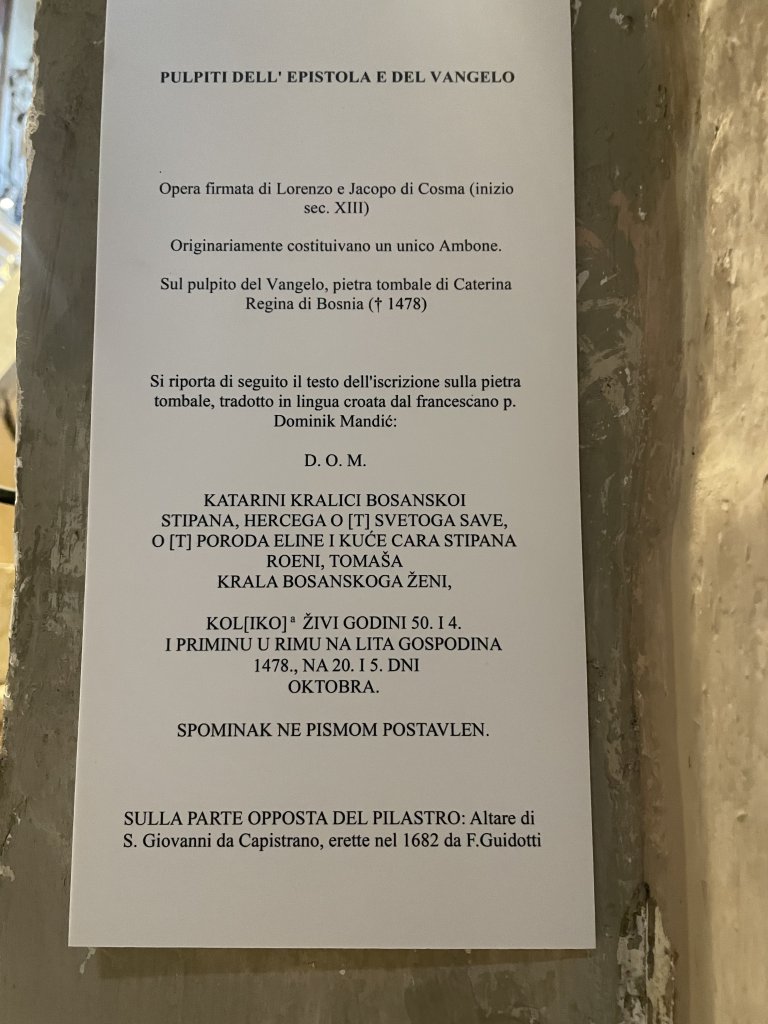 PULPITI DELL' EPISTOLA E DEL VANGELO
Opera firmata di Lorenzo e Jacopo di Cosma (inizio
sec. XIII)
Originariamente costituivano un unico Ambone.
Sul pulpito del Vangelo, pietra tombale di Caterina
Regina di Bosnia († 1478)
Si riporta di seguito il testo dell'iscrizione sulla pietra
tombale, tradotto in lingua croata dal francescano p.
Dominik Mandić:
D. O. M.
KATARINI KRALICI BOSANSKOI
STIPANA, HERCEGA O [T] SVETOGA SAVE,
O [T] PORODA ELINE I KUĆE CARA STIPANA
ROENI, TOMAŠA
KRALA BOSANSKOGA ŽENI,
KOL[IKO]ª ŽIVI GODINI 50. I 4.
I PRIMINU U RIMU NA LITA GOSPODINA
1478., NA 20. I 5. DNI
OKTOBRA.
SPOMINAK NE PISMOM POSTAVLEN.
SULLA PARTE OPPOSTA DEL PILASTRO: Altare di
S. Giovanni da Capistrano, erette nel 1682 da F.Guidotti